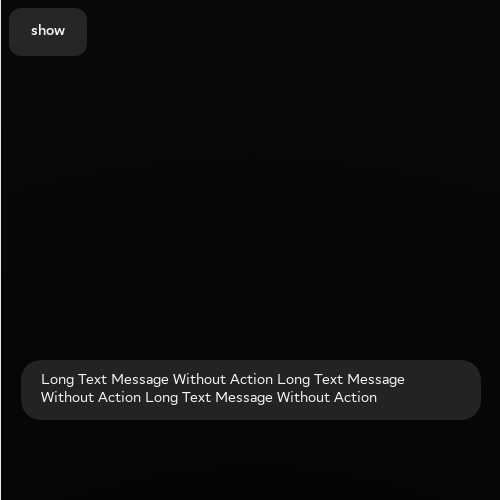 show
Long Text Message Without Action Long Text Message
Without Action Long Text Message Without Action